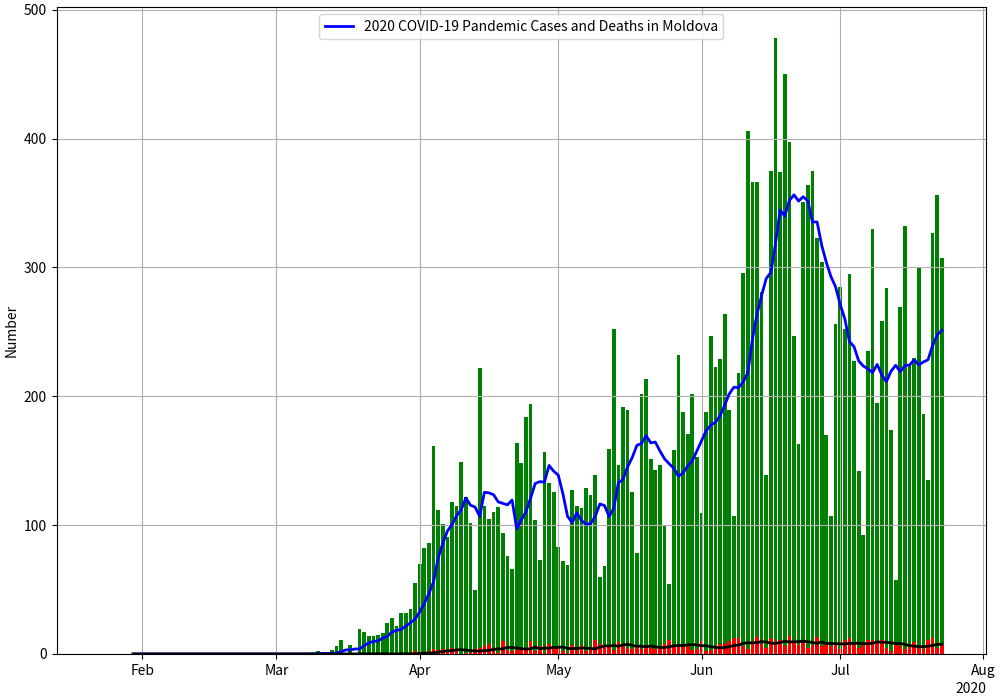 2020 COVID-19 Pandemic Cases and Deaths in Moldova
Number
500
400
300
200
100
0
Feb
Mar
Apr
May
Jun
Jul
Aug
2020